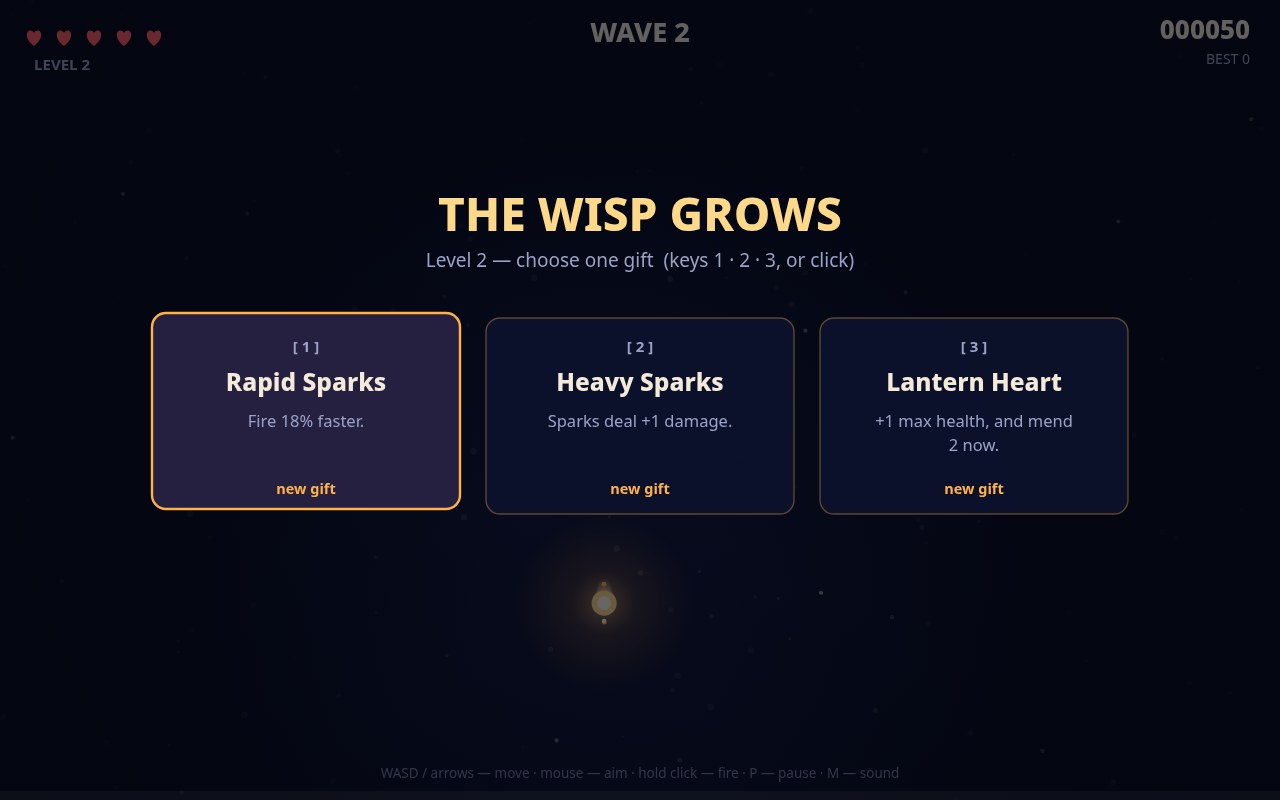 WAVE 2
000050
LEVEL 2
BEST 0
THE WISP GROWS
Level 2 — choose one gift (keys 1 · 2 · 3, or click)
[ 1 ]
Rapid Sparks
Fire 18% faster.
new gift
[ 2 ]
Heavy Sparks
Sparks deal +1 damage.
new gift
[ 3 ]
Lantern Heart
+1 max health, and mend
2 now.
new gift
WASD / arrows — move · mouse — aim · hold click — fire · P — pause · M — sound